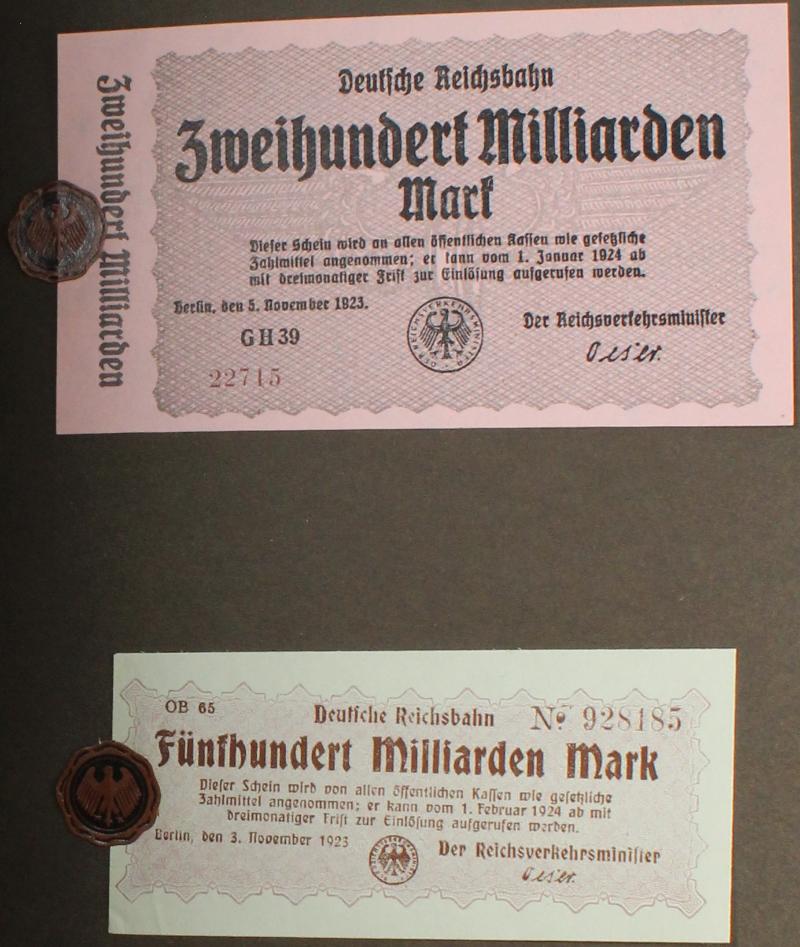 Deutsche Reichsbahn
Zweihundert Milliarden
Mark
Dieser Schein wird an allen öffentlichen Kassen wie gesetzliche
Zahlmittel angenommen; er kann vom 1. Januar 1924 ab
mit dreimonatiger Frist zur Einlösung aufgerufen werden.
Berlin, den 5. November 1923.
GH 39
22715
DER REICHSVERKEHRSMINISTER
Der Reichsverkehrsminister
Oeser.
Zweihundert Milliarden
OB 65
Deutsche Reichsbahn
Nº 928185
Fünfhundert Milliarden Mark
Dieser Schein wird von allen öffentlichen Kassen wie gesetzliche
Zahlmittel angenommen; er kann vom 1. Februar 1924 ab mit
dreimonatiger Frist zur Einlösung aufgerufen werden.
Berlin, den 3. November 1923
Der Reichsverkehrsminister
Oeser.